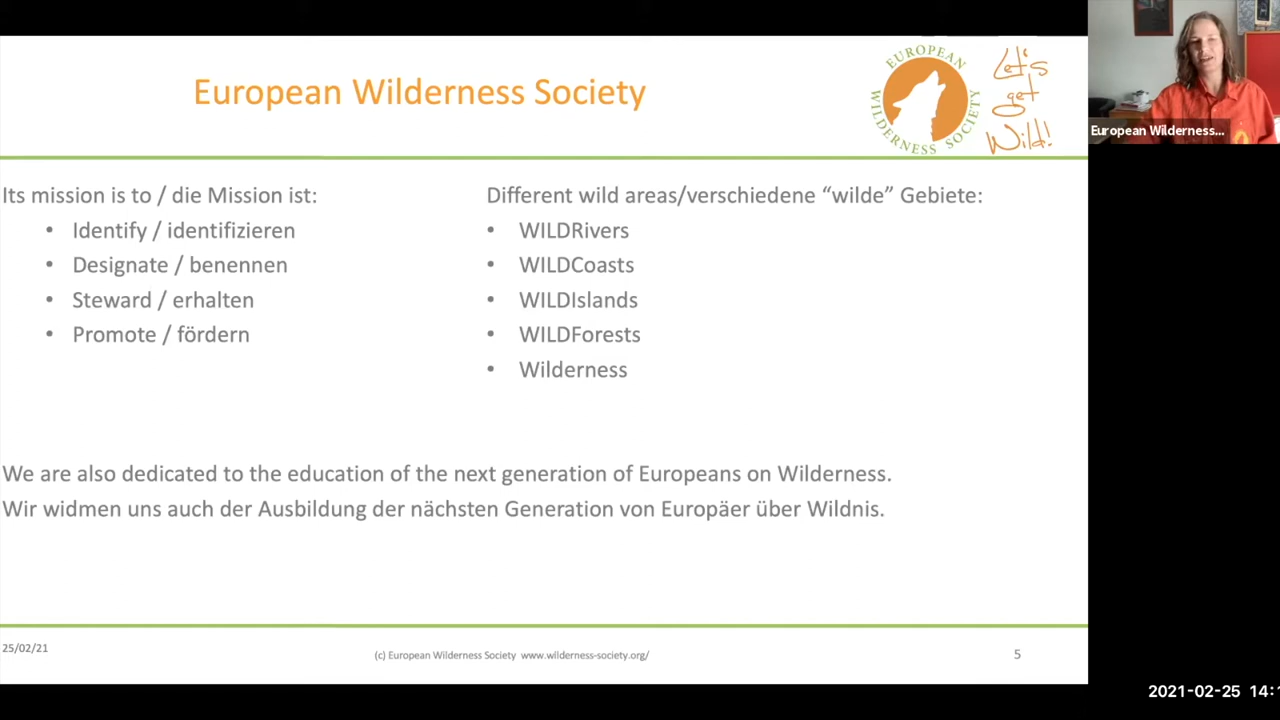 European Wilderness Society
EUROPEAN
WILDERNESS SOCIETY
Let's
get
Wild!
European Wilderness...
Its mission is to / die Mission ist:
• Identify / identifizieren
• Designate / benennen
• Steward / erhalten
• Promote / fördern
Different wild areas/verschiedene “wilde” Gebiete:
• WILDRivers
• WILDCoasts
• WILDIslands
• WILDForests
• Wilderness
We are also dedicated to the education of the next generation of Europeans on Wilderness.
Wir widmen uns auch der Ausbildung der nächsten Generation von Europäer über Wildnis.
25/02/21
(c) European Wilderness Society www.wilderness-society.org/
5
2021-02-25 14:1